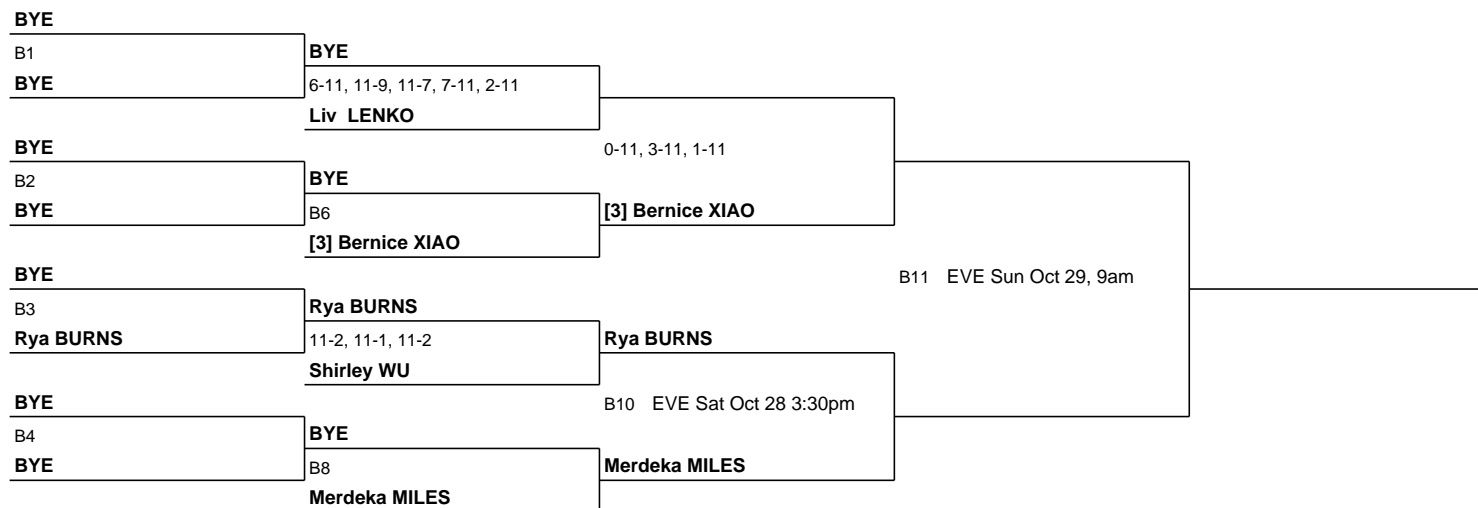 BYE
B1
BYE
BYE
6-11, 11-9, 11-7, 7-11, 2-11
Liv LENKO
BYE
B2
BYE
BYE
B6
[3] Bernice XIAO
0-11, 3-11, 1-11
[3] Bernice XIAO
BYE
B3
Rya BURNS
Rya BURNS
11-2, 11-1, 11-2
Shirley WU
Rya BURNS
BYE
B4
BYE
BYE
B8
Merdeka MILES
B10 EVE Sat Oct 28 3:30pm
Merdeka MILES
B11 EVE Sun Oct 29, 9am